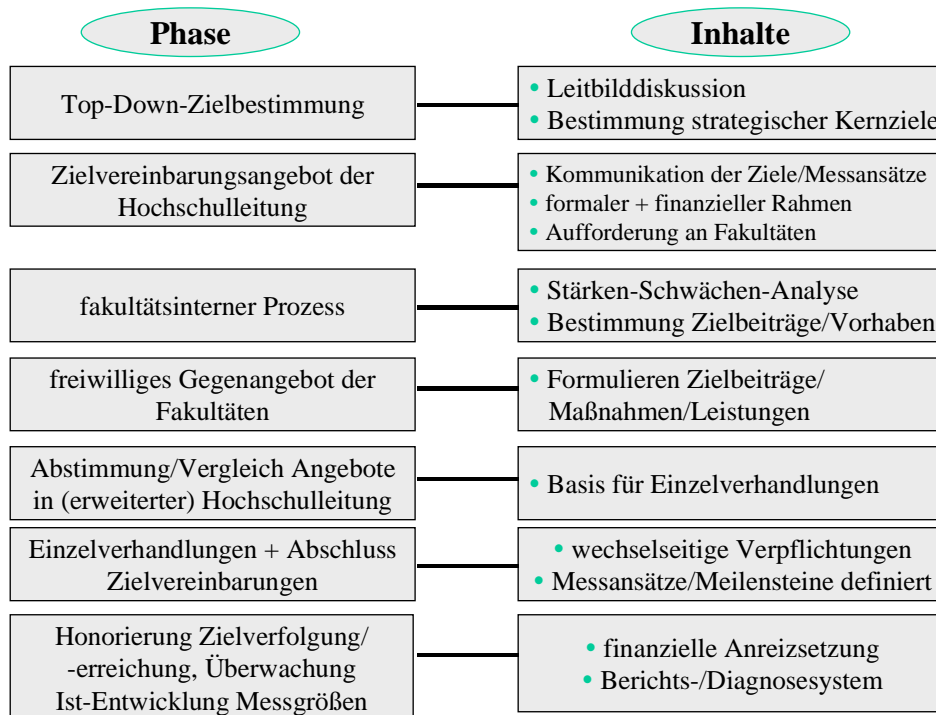 Phase
Inhalte
Top-Down-Zielbestimmung
• Leitbilddiskussion
• Bestimmung strategischer Kernziele
Zielvereinbarungsangebot der
Hochschulleitung
• Kommunikation der Ziele/Messansätze
• formaler + finanzieller Rahmen
• Aufforderung an Fakultäten
fakultätsinterner Prozess
• Stärken-Schwächen-Analyse
• Bestimmung Zielbeiträge/Vorhaben
freiwilliges Gegenangebot der
Fakultäten
• Formulieren Zielbeiträge/
Maßnahmen/Leistungen
Abstimmung/Vergleich Angebote
in (erweiterter) Hochschulleitung
• Basis für Einzelverhandlungen
Einzelverhandlungen + Abschluss
Zielvereinbarungen
• wechselseitige Verpflichtungen
• Messansätze/Meilensteine definiert
Honorierung Zielverfolgung/
-erreichung, Überwachung
Ist-Entwicklung Messgrößen
• finanzielle Anreizsetzung
• Berichts-/Diagnosesystem